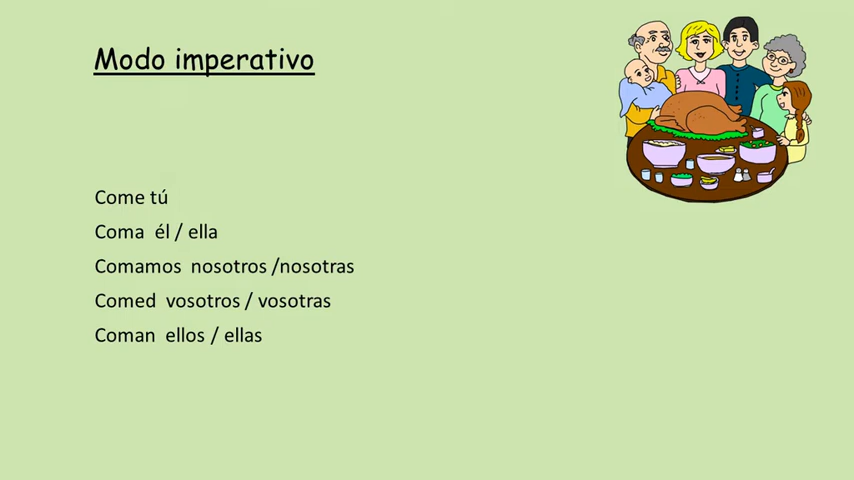 Modo imperativo
Come tú
Coma él / ella
Comamos nosotros /nosotras
Comed vosotros / vosotras
Coman ellos / ellas